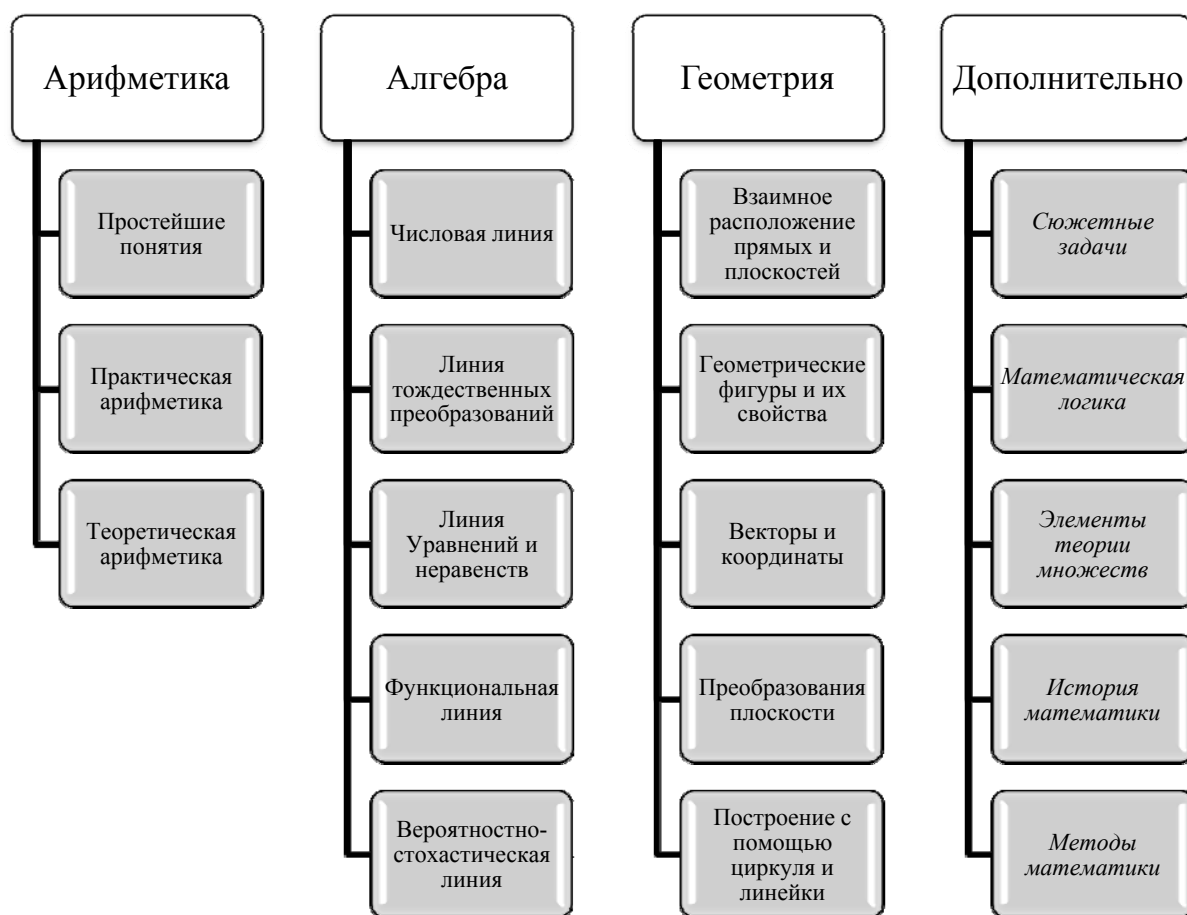 Арифметика
Простейшие
понятия
Практическая
арифметика
Теоретическая
арифметика
Алгебра
Числовая линия
Линия
тождественных
преобразований
Линия
Уравнений и
неравенств
Функциональная
линия
Вероятностно-
стохастическая
линия
Геометрия
Взаимное
расположение
прямых и
плоскостей
Геометрические
фигуры и их
свойства
Векторы и
координаты
Преобразования
плоскости
Построение с
помощью
циркуля и
линейки
Дополнительно
Сюжетные
задачи
Математическая
логика
Элементы
теории
множеств
История
математики
Методы
математики